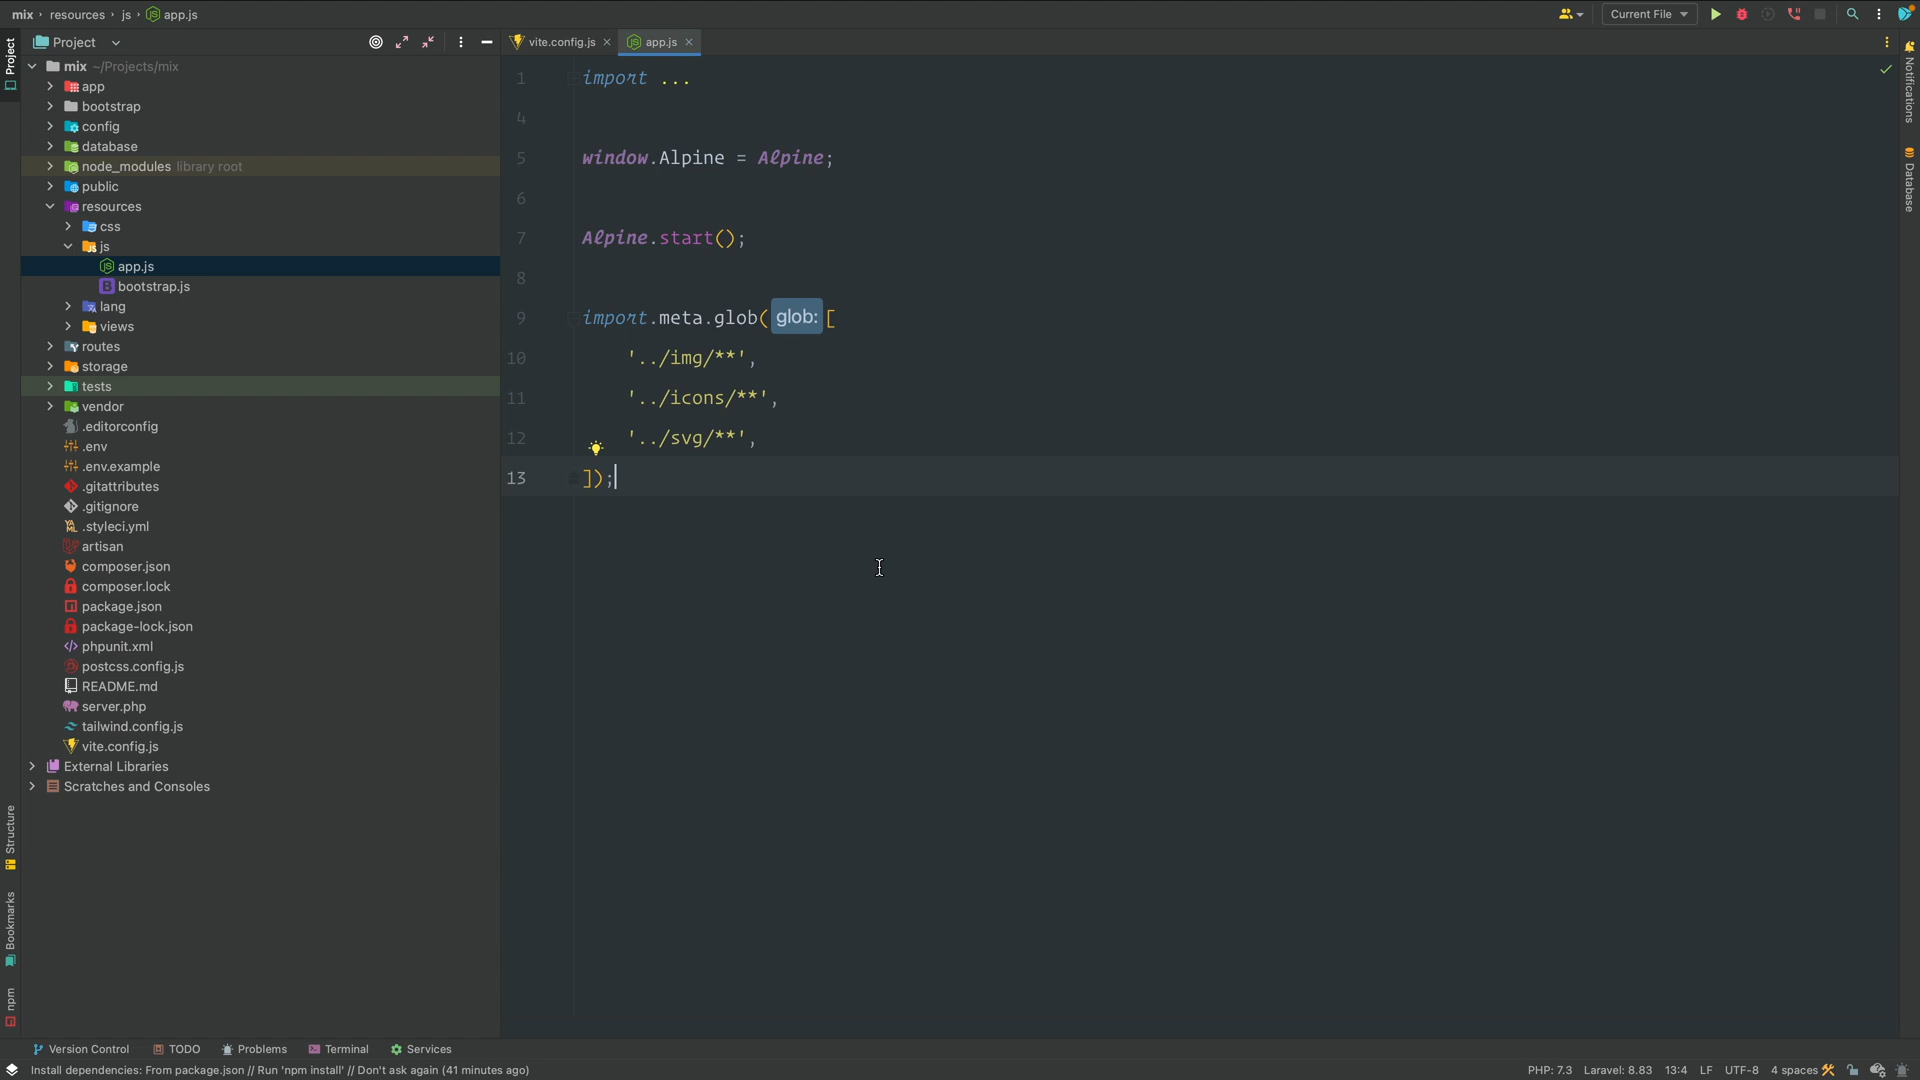 mix › resources › js › app.js
Current File
Project
vite.config.js
app.js
Project
Notifications
Database
Structure
Bookmarks
npm
mix ~/Projects/mix
app
bootstrap
config
database
node_modules library root
public
resources
css
js
app.js
bootstrap.js
lang
views
routes
storage
tests
vendor
.editorconfig
.env
.env.example
.gitattributes
.gitignore
.styleci.yml
artisan
composer.json
composer.lock
package.json
package-lock.json
phpunit.xml
postcss.config.js
README.md
server.php
tailwind.config.js
vite.config.js
External Libraries
Scratches and Consoles
1 import ...
4
5 window.Alpine = Alpine;
6
7 Alpine.start();
8
9 import.meta.glob( glob: [
10 '../img/**',
11 '../icons/**',
12 '../svg/**',
13 ]);
Version Control TODO Problems Terminal Services
Install dependencies: From package.json // Run 'npm install' // Don't ask again (41 minutes ago)
PHP: 7.3 Laravel: 8.83 13:4 LF UTF-8 4 spaces